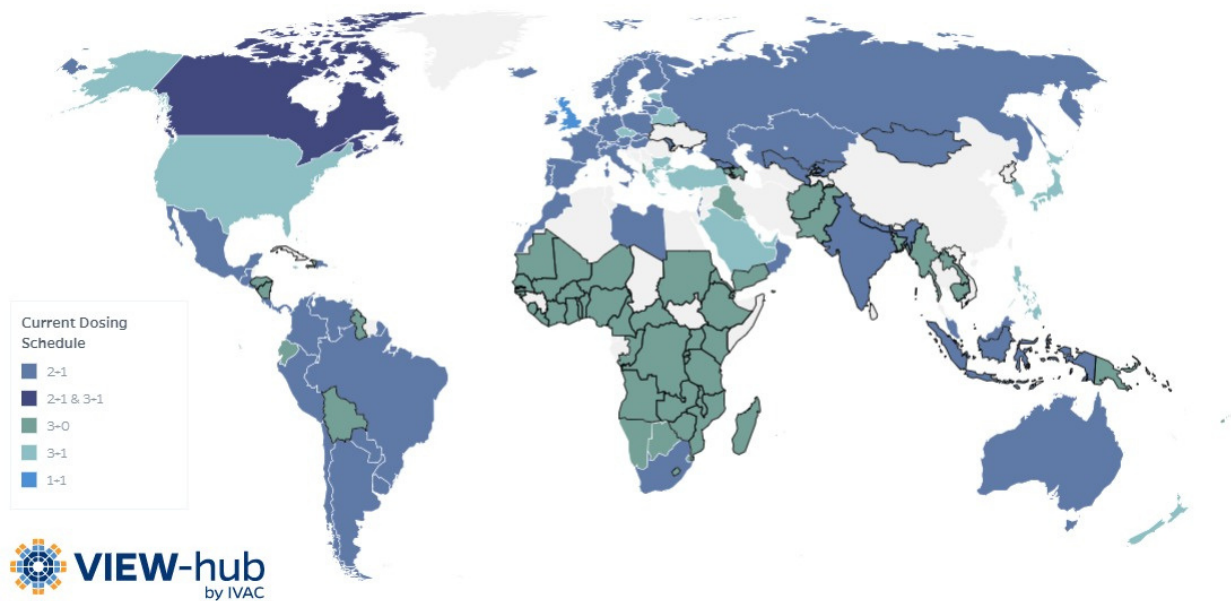 Current Dosing
Schedule
2+1
2+1 & 3+1
3+0
3+1
1+1
VIEW-hub
by IVAC